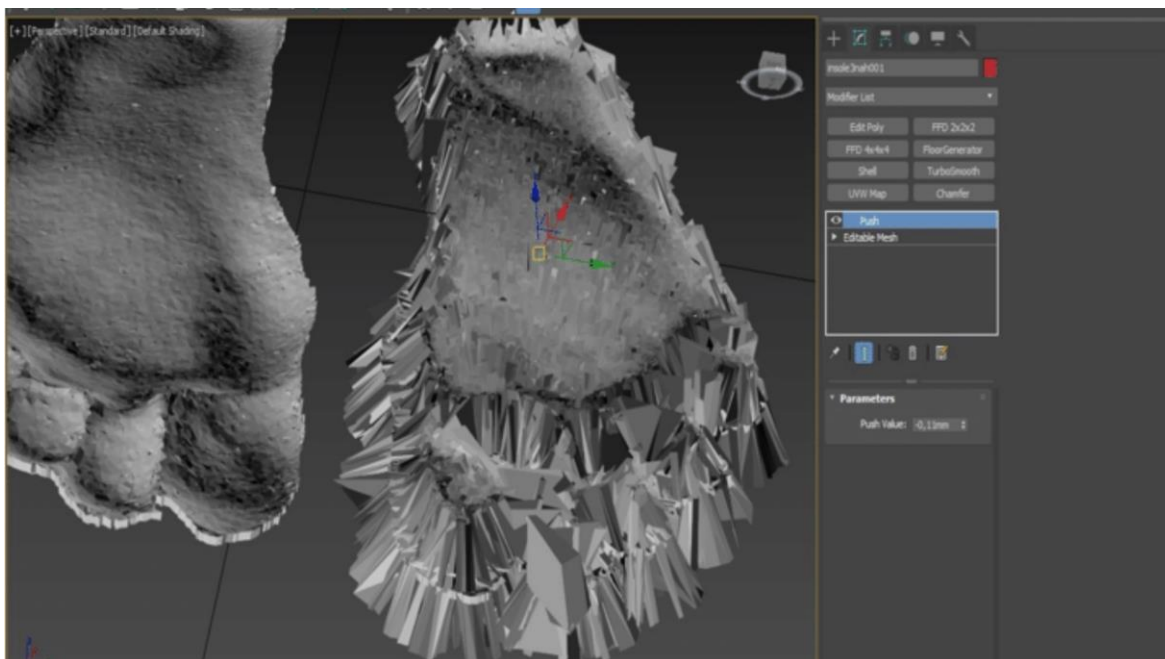 [+][Perspective][Standard][Default Shading]
insole3nah001
Modifier List
Edit Poly FFD 2x2x2
FFD 4x4x4 FloorGenerator
Shell TurboSmooth
UVW Map Chamfer
Push
Editable Mesh
Parameters
Push Value: -0,11mm